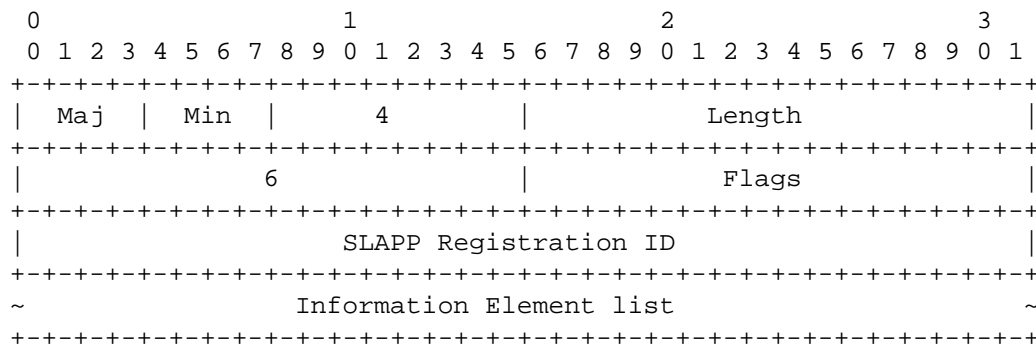 0                   1                   2                   3
 0 1 2 3 4 5 6 7 8 9 0 1 2 3 4 5 6 7 8 9 0 1 2 3 4 5 6 7 8 9 0 1
+-+-+-+-+-+-+-+-+-+-+-+-+-+-+-+-+-+-+-+-+-+-+-+-+-+-+-+-+-+-+-+-+
|  Maj  |  Min  |      4        |           Length              |
+-+-+-+-+-+-+-+-+-+-+-+-+-+-+-+-+-+-+-+-+-+-+-+-+-+-+-+-+-+-+-+-+
|               6               |            Flags              |
+-+-+-+-+-+-+-+-+-+-+-+-+-+-+-+-+-+-+-+-+-+-+-+-+-+-+-+-+-+-+-+-+
|                    SLAPP Registration ID                      |
+-+-+-+-+-+-+-+-+-+-+-+-+-+-+-+-+-+-+-+-+-+-+-+-+-+-+-+-+-+-+-+-+
~                 Information Element list                      ~
+-+-+-+-+-+-+-+-+-+-+-+-+-+-+-+-+-+-+-+-+-+-+-+-+-+-+-+-+-+-+-+-+